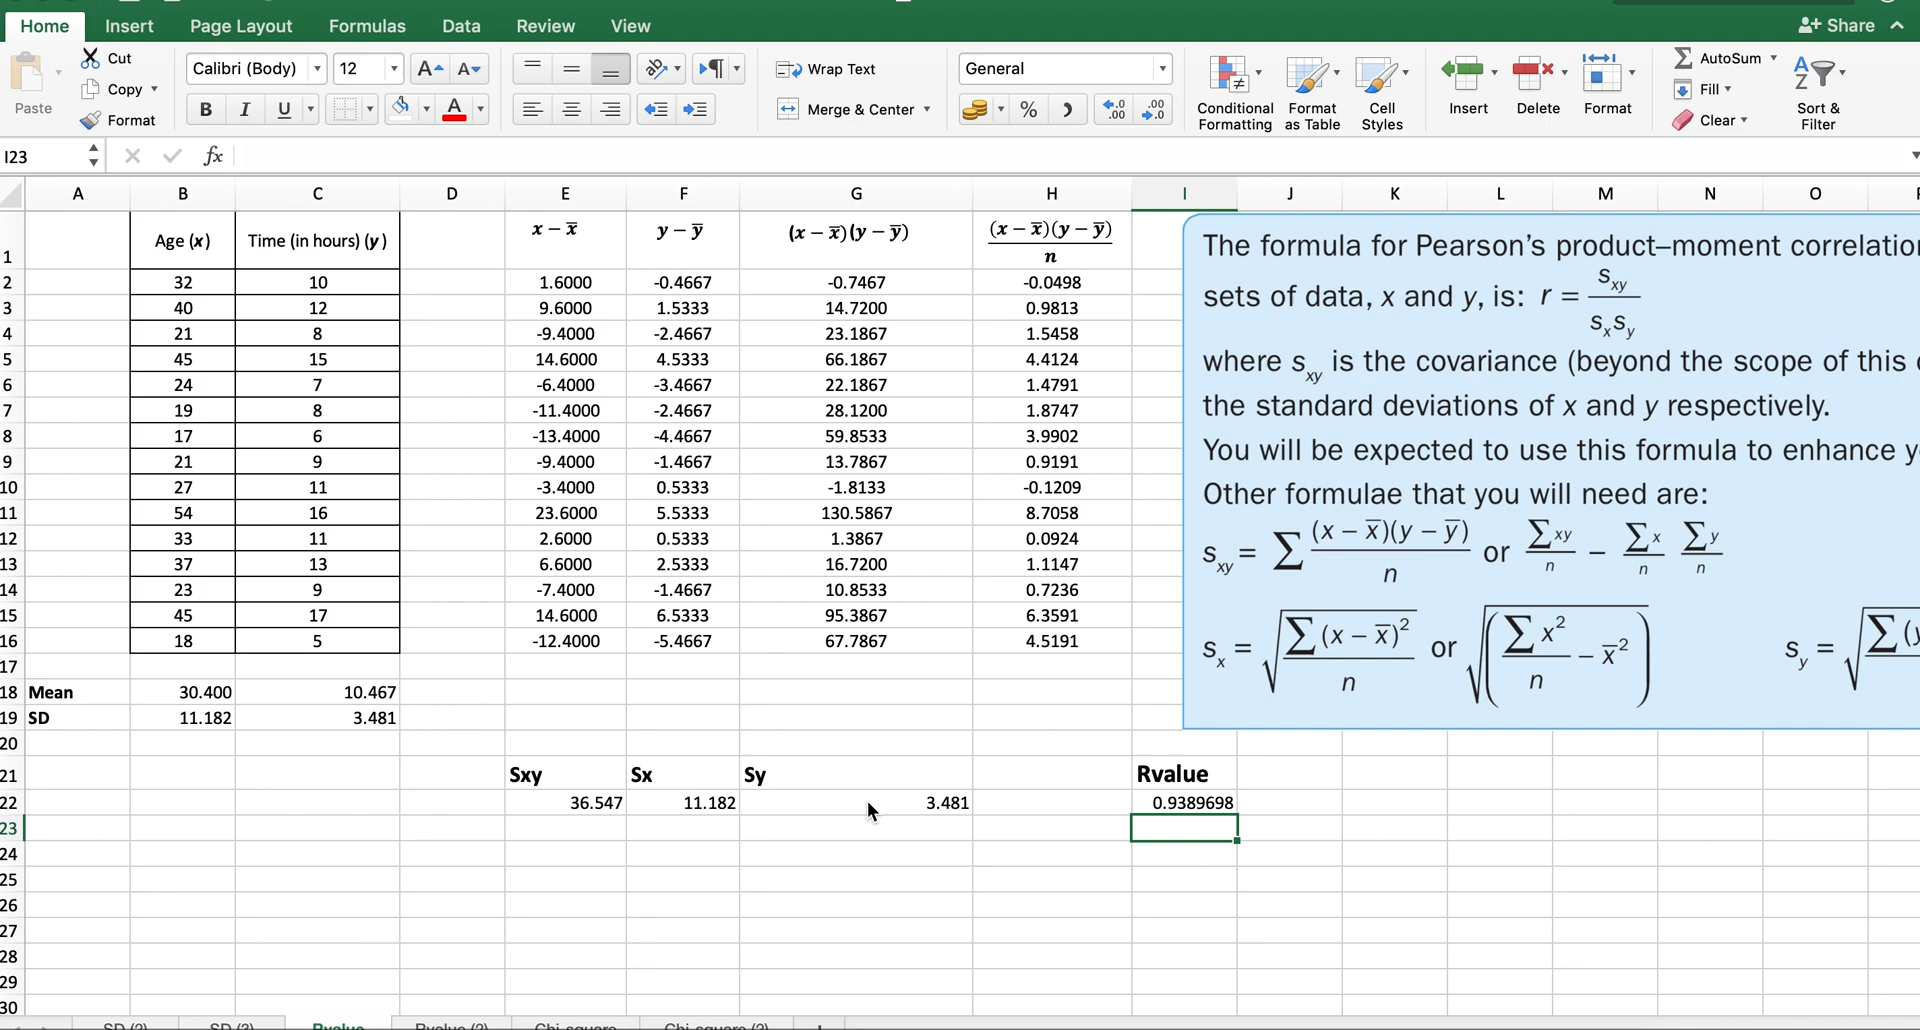 Home Insert Page Layout Formulas Data Review View Share
Cut Calibri (Body) 12 A A Wrap Text General AutoSum
Paste Copy Fill
Format B I U A Merge & Center % Conditional Formatting Format as Table Cell Styles Insert Delete Format Clear Sort & Filter
I23 fx
A B C D E F G H I J K L M N O
1 Age (x) Time (in hours) (y) x − x̅ y − y̅ (x − x̅)(y − y̅) (x − x̅)(y − y̅) / n
2 32 10 1.6000 -0.4667 -0.7467 -0.0498
3 40 12 9.6000 1.5333 14.7200 0.9813
4 21 8 -9.4000 -2.4667 23.1867 1.5458
5 45 15 14.6000 4.5333 66.1867 4.4124
6 24 7 -6.4000 -3.4667 22.1867 1.4791
7 19 8 -11.4000 -2.4667 28.1200 1.8747
8 17 6 -13.4000 -4.4667 59.8533 3.9902
9 21 9 -9.4000 -1.4667 13.7867 0.9191
10 27 11 -3.4000 0.5333 -1.8133 -0.1209
11 54 16 23.6000 5.5333 130.5867 8.7058
12 33 11 2.6000 0.5333 1.3867 0.0924
13 37 13 6.6000 2.5333 16.7200 1.1147
14 23 9 -7.4000 -1.4667 10.8533 0.7236
15 45 17 14.6000 6.5333 95.3867 6.3591
16 18 5 -12.4000 -5.4667 67.7867 4.5191
17
18 Mean 30.400 10.467
19 SD 11.182 3.481
20
21 Sxy Sx Sy Rvalue
22 36.547 11.182 3.481 0.9389698
23
24
25
26
27
28
29
30
The formula for Pearson's product–moment correlatio
sets of data, x and y, is: r = sxy / sxsy
where sxy is the covariance (beyond the scope of this
the standard deviations of x and y respectively.
You will be expected to use this formula to enhance y
Other formulae that you will need are:
sxy = ∑ (x − x̅)(y − y̅) / n or ∑xy / n − ∑x / n ∑y / n
sx = √(∑(x − x̅)² / n) or √(∑x² / n − x̅²) sy = √∑(y
SD (2) SD (3) Rvalue Rvalue (2) Chi-square Chi-square (2) +